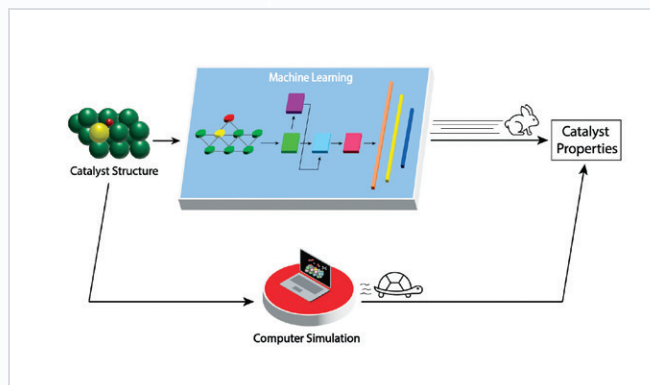 Machine Learning
Catalyst Structure
Catalyst
Properties
Computer Simulation